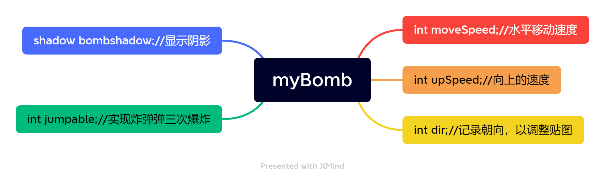 shadow bombshadow;//显示阴影
int moveSpeed;//水平移动速度
myBomb
int upSpeed;//向上的速度
int jumpable;//实现炸弹弹三次爆炸
int dir;//记录朝向，以调整贴图
Presented with XMind